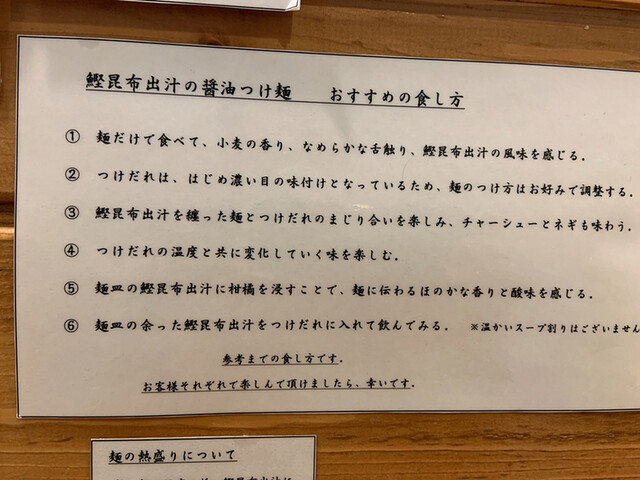 鰹昆布出汁の醤油つけ麺　　おすすめの食し方
①　麺だけで食べて、小麦の香り、なめらかな舌触り、鰹昆布出汁の風味を感じる．
②　つけだれは、はじめ濃い目の味付けとなっているため、麺のつけ方はお好みで調整する．
③　鰹昆布出汁を纏った麺とつけだれのまじり合いを楽しみ、チャーシューとネギも味わう．
④　つけだれの温度と共に変化していく味を楽しむ．
⑤　麺皿の鰹昆布出汁に柑橘を浸すことで、麺に伝わるほのかな香りと酸味を感じる．
⑥　麺皿の余った鰹昆布出汁をつけだれに入れて飲んでみる．　※温かいスープ割りはございません
参考までの食し方です．
お客様それぞれで楽しんで頂けましたら、幸いです．
麺の熱盛りについて